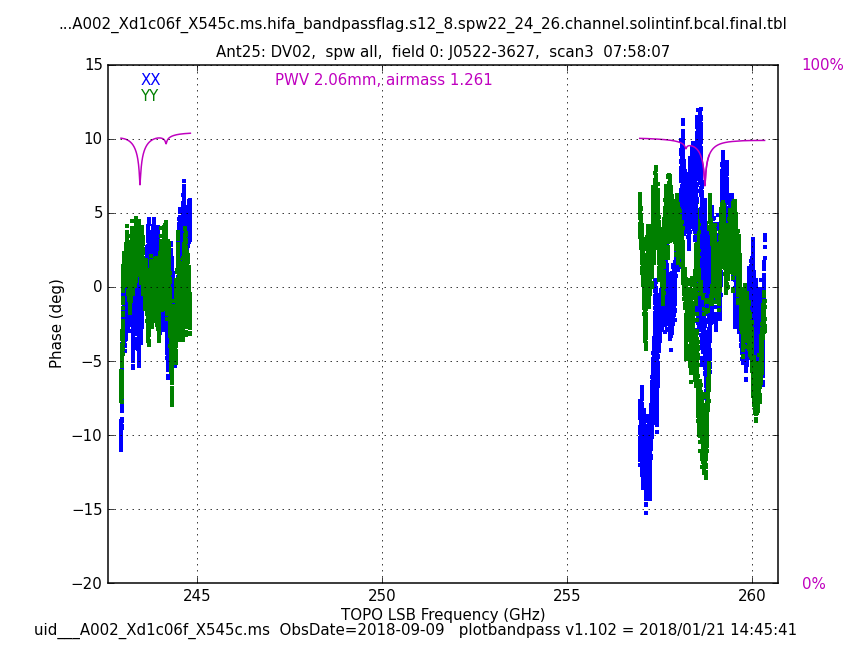 ...A002_Xd1c06f_X545c.ms.hifa_bandpassflag.s12_8.spw22_24_26.channel.solintinf.bcal.final.tbl
Ant25: DV02,  spw all,  field 0: J0522-3627,  scan3  07:58:07
15
10
5
0
−5
−10
−15
−20
Phase (deg)
XX
YY
PWV 2.06mm, airmass 1.261
100%
0%
245
250
255
260
TOPO LSB Frequency (GHz)
uid___A002_Xd1c06f_X545c.ms  ObsDate=2018-09-09   plotbandpass v1.102 = 2018/01/21 14:45:41